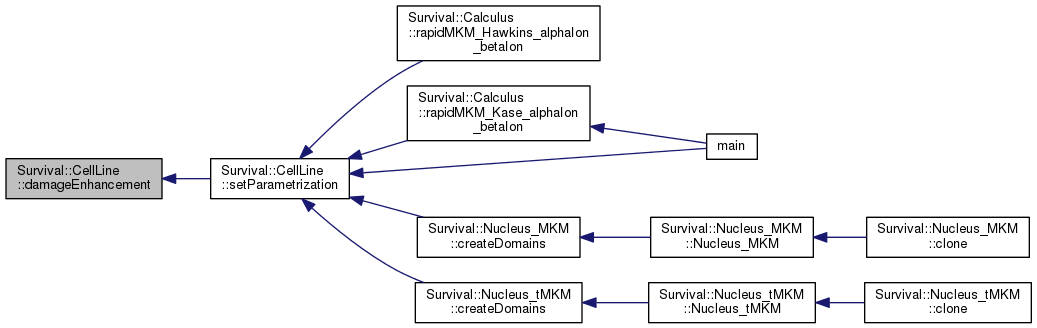 Survival::Calculus
::rapidMKM_Hawkins_alphaIon
_betaIon
Survival::Calculus
::rapidMKM_Kase_alphaIon
_betaIon
main
Survival::CellLine
::damageEnhancement
Survival::CellLine
::setParametrization
Survival::Nucleus_MKM
::createDomains
Survival::Nucleus_MKM
::Nucleus_MKM
Survival::Nucleus_MKM
::clone
Survival::Nucleus_tMKM
::createDomains
Survival::Nucleus_tMKM
::Nucleus_tMKM
Survival::Nucleus_tMKM
::clone